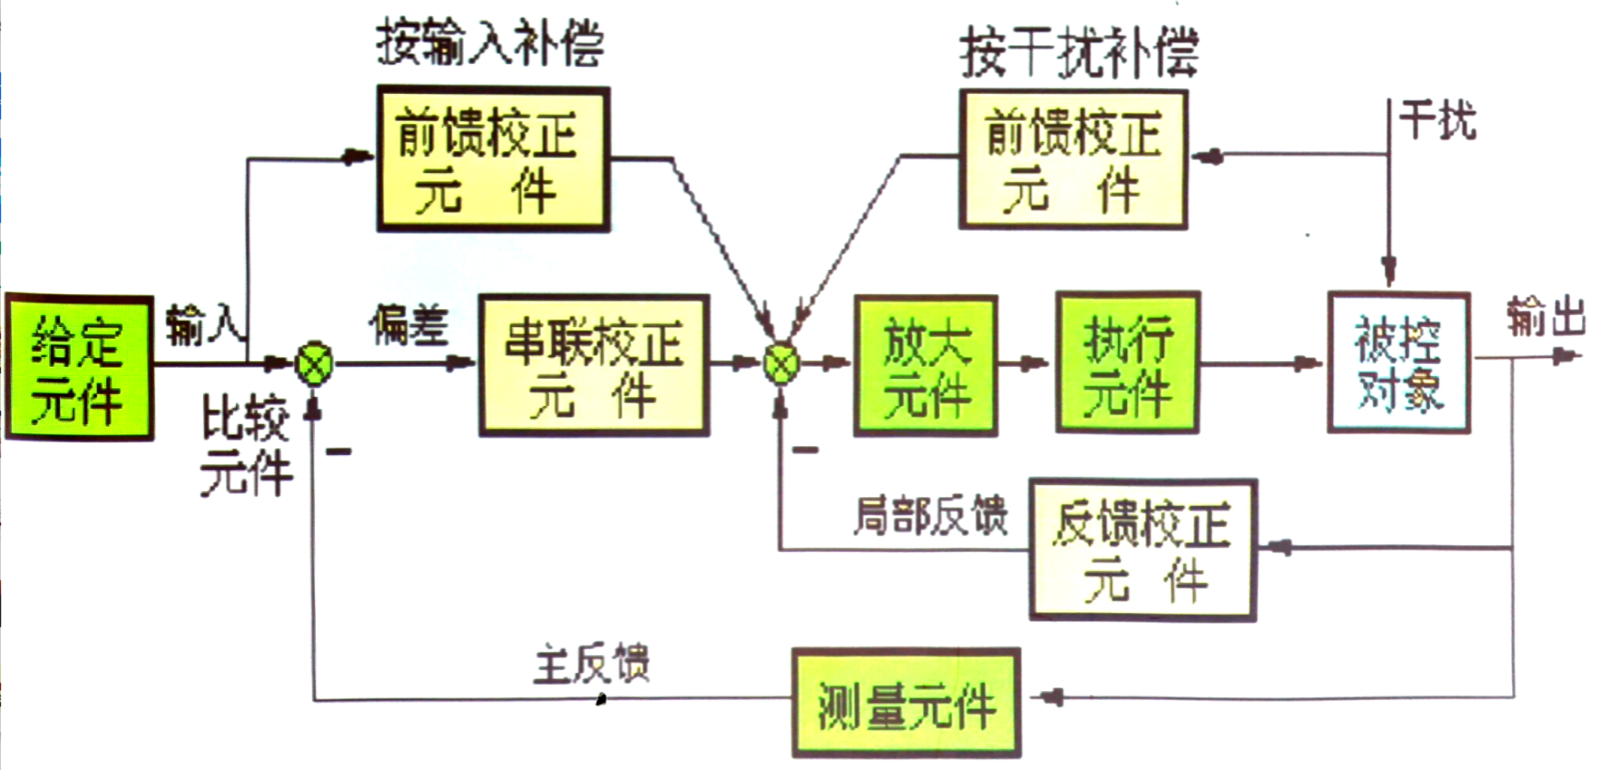 按输入补偿
按干扰补偿
前馈校正
元 件
前馈校正
元 件
干扰
给定
元件
输入
偏差
串联校正
元 件
放大
元件
执行
元件
被控
对象
输出
比较
元件
－
－
局部反馈
反馈校正
元 件
主反馈
测量元件